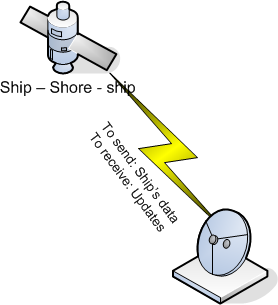 Ship – Shore - ship
To send: Ship's data
To receive: Updates